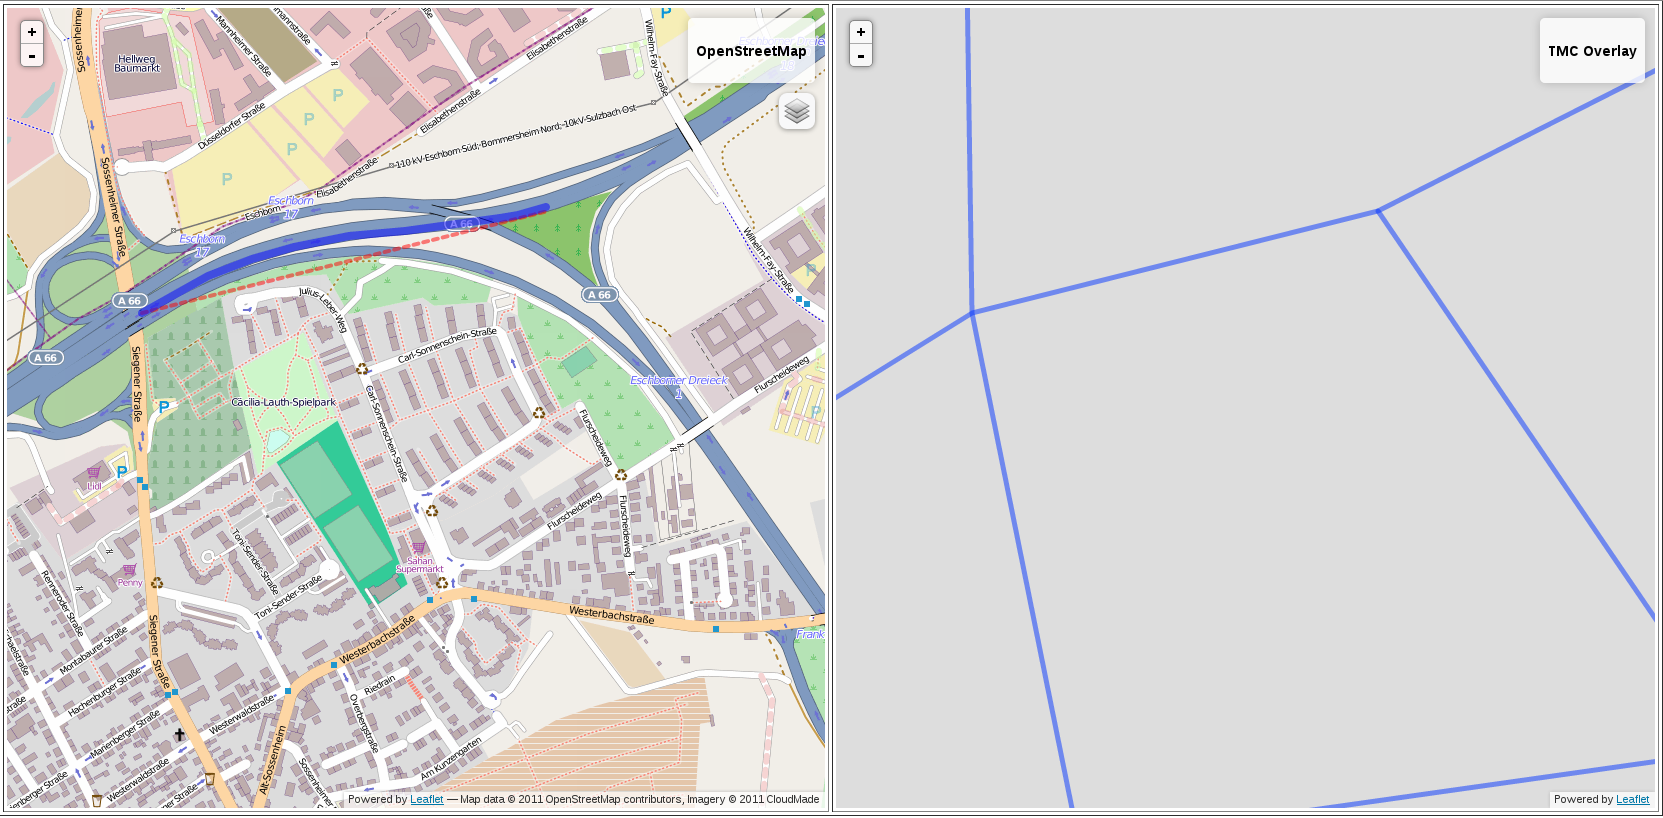 +
-
OpenStreetMap
Hellweg
Baumarkt
Mannheimer Straße
Düsseldorfer Straße
Elisabethenstraße
Elisabethenstraße
Elisabethenstraße
Wilhelm-Fay-Straße
P
P
P
P
P
110 kV-Eschborn-Süd,-Bommersheim Nord,-10kV-Sulzbach Ost
Sossenheimer Straße
Eschborn
Eschborn
17
Eschborn
17
A 66
A 66
A 66
A 66
Wilhelm-Fay-Straße
P
Julius-Leber-Weg
Carl-Sonnenschein-Straße
Carl-Sonnenschein-Straße
Siegener Straße
Cäcilia-Lauth-Spielpark
Eschborner Dreieck
1
Flurscheideweg
Flurscheideweg
Flurscheideweg
Flurscheideweg
P
P
P
Lidl
Penny
Toni-Sender-Straße
Toni-Sender-Straße
Sahan
Supermarkt
Westerbachstraße
Westerbachstraße
Frank
Renneroder Straße
Montabaurer Straße
Hachenburger Straße
Marienberger Straße
Westerwaldstraße
Westerwaldstraße
Siegener Straße
Alt-Sossenheim
Riedrain
Overbergstraße
Am Kunzengarten
Sossenheimer
Powered by Leaflet — Map data © 2011 OpenStreetMap contributors, Imagery © 2011 CloudMade
+
-
TMC Overlay
Powered by Leaflet